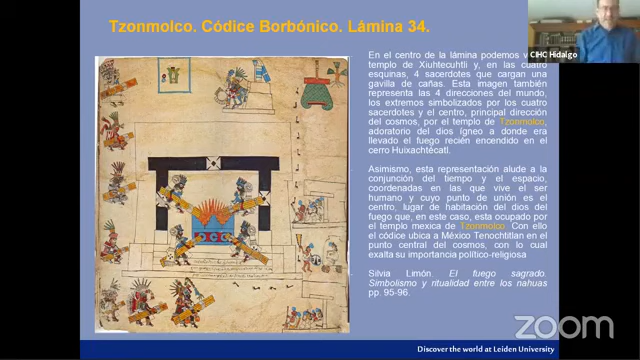 Tzonmolco. Códice Borbónico. Lámina 34.
CIHC Hidalgo
En el centro de la lámina podemos
templo de Xiuhtecuhtli y, en las cuatro
esquinas, 4 sacerdotes que cargan una
gavilla de cañas. Esta imagen también
representa las 4 direcciones del mundo,
los extremos simbolizados por los cuatro
sacerdotes y el centro, principal dirección
del cosmos, por el templo de Tzonmolco,
adoratorio del dios ígneo a donde era
llevado el fuego recién encendido en el
cerro Huixachtécatl.
Asimismo, esta representación alude a la
conjunción del tiempo y el espacio,
coordenadas en las que vive el ser
humano y cuyo punto de unión es el
centro, lugar de habitación del dios del
fuego que, en este caso, esta ocupado por
el templo mexica de Tzonmolco. Con ello
el códice ubica a México Tenochtitlan en
el punto central del cosmos, con lo cual
exalta su importancia político-religiosa
Silvia Limón. El fuego sagrado.
Simbolismo y ritualidad entre los nahuas
pp. 95-96.
Discover the world at Leiden University
zoom